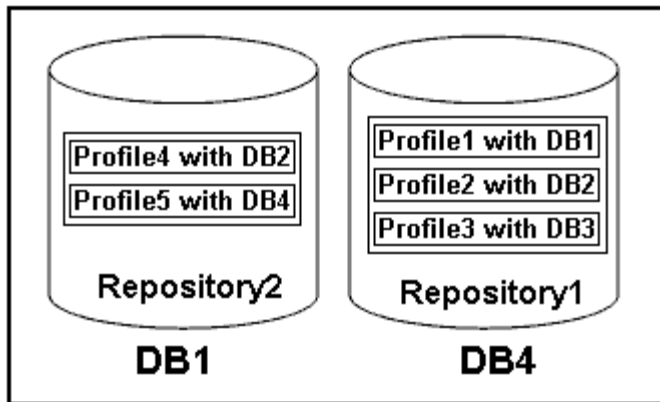 Profile4 with DB2
Profile5 with DB4
Repository2
DB1
Profile1 with DB1
Profile2 with DB2
Profile3 with DB3
Repository1
DB4